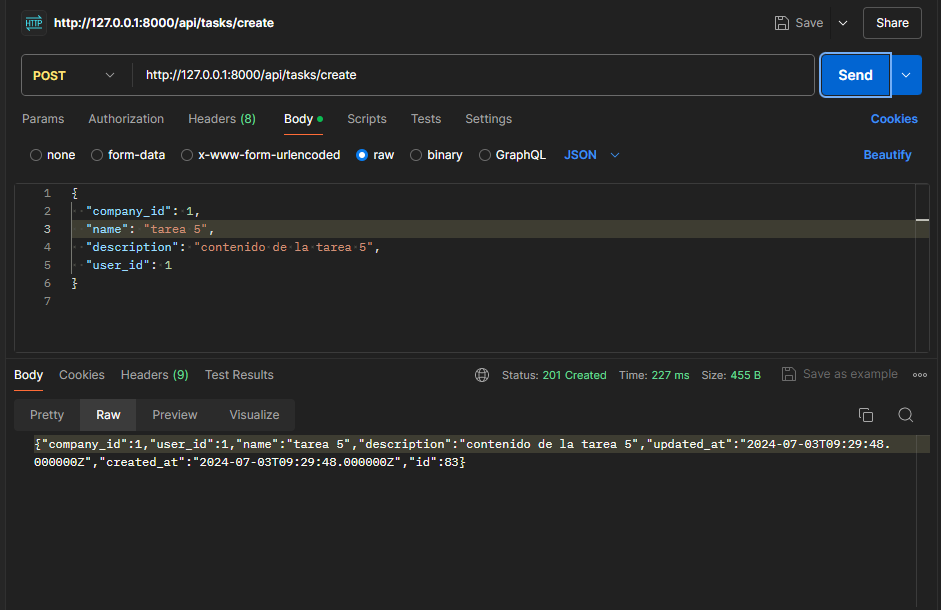 HTTP http://127.0.0.1:8000/api/tasks/create Save Share
POST http://127.0.0.1:8000/api/tasks/create Send
Params Authorization Headers (8) Body Scripts Tests Settings Cookies
none form-data x-www-form-urlencoded raw binary GraphQL JSON Beautify
1 {
2 "company_id": 1,
3 "name": "tarea 5",
4 "description": "contenido de la tarea 5",
5 "user_id": 1
6 }
7
Body Cookies Headers (9) Test Results Status: 201 Created Time: 227 ms Size: 455 B Save as example
Pretty Raw Preview Visualize
{"company_id":1,"user_id":1,"name":"tarea 5","description":"contenido de la tarea 5","updated_at":"2024-07-03T09:29:48.
000000Z","created_at":"2024-07-03T09:29:48.000000Z","id":83}